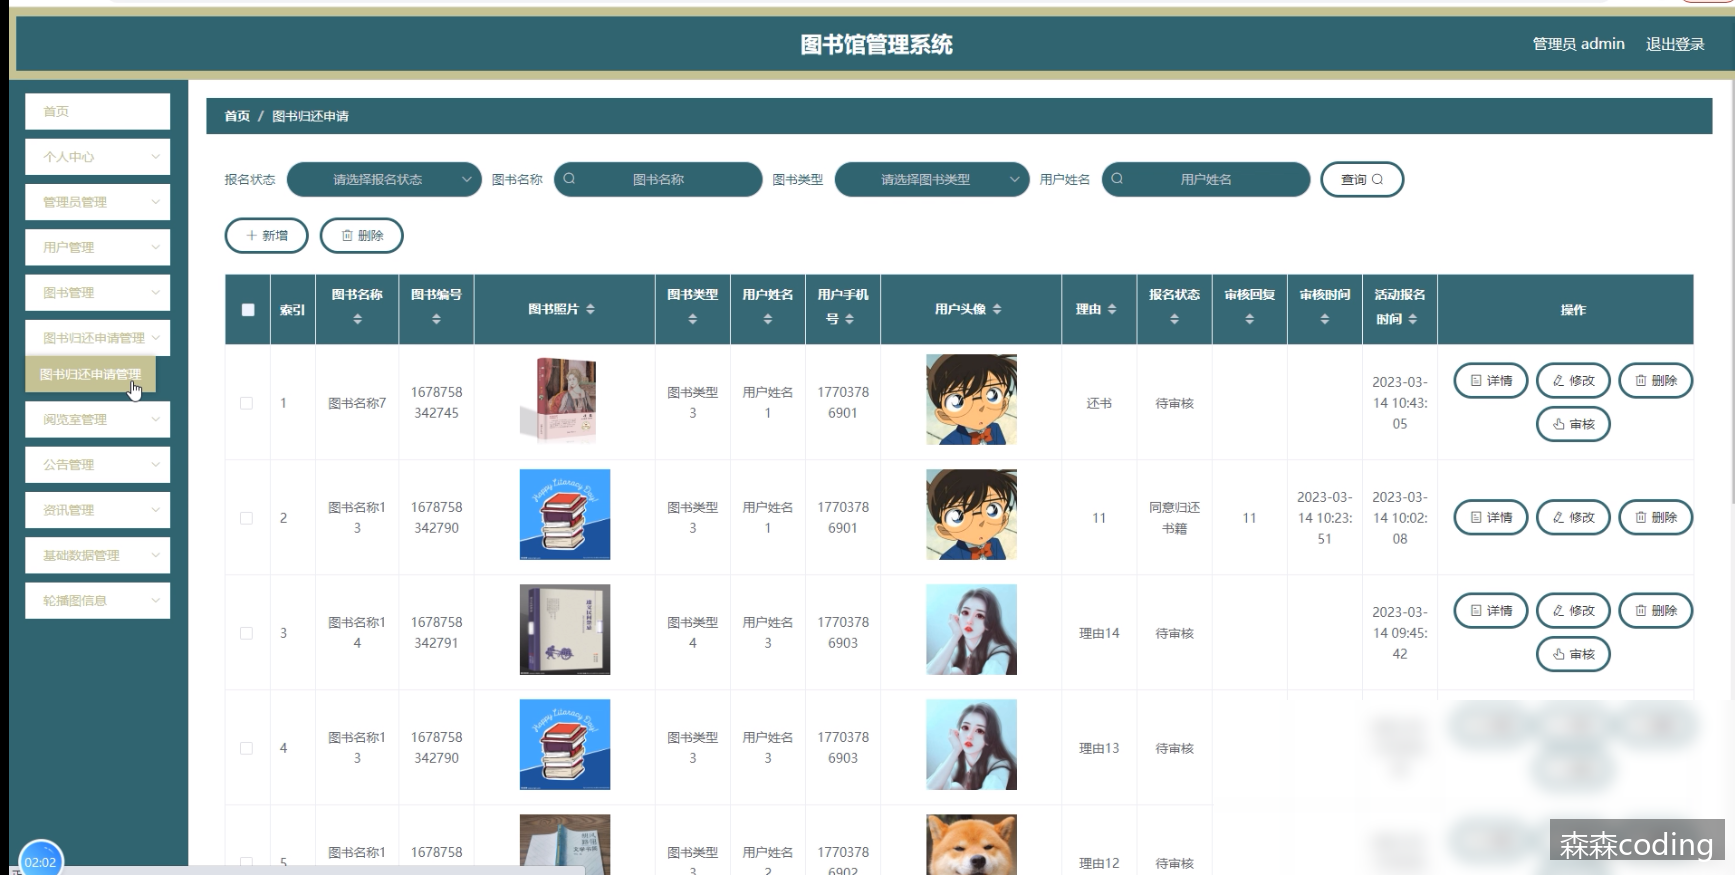 图书馆管理系统
管理员 admin 退出登录
首页
个人中心
管理员管理
用户管理
图书管理
图书归还申请管理
图书归还申请管理
阅览室管理
公告管理
资讯管理
基础数据管理
轮播图信息
首页 / 图书归还申请
报名状态 请选择报名状态 图书名称 图书名称 图书类型 请选择图书类型 用户姓名 用户姓名 查询
新增 删除
索引 图书名称 图书编号 图书照片 图书类型 用户姓名 用户手机号 用户头像 理由 报名状态 审核回复 审核时间 活动报名时间 操作
1 图书名称7 1678758342745 图书类型3 用户姓名1 17703786901 还书 待审核 2023-03-14 10:43:05 详情 修改 删除
审核
2 图书名称13 1678758342790 Happy Literacy Day! 图书类型3 用户姓名1 17703786901 11 同意归还书籍 11 2023-03-14 10:23:51 2023-03-14 10:02:08 详情 修改 删除
3 图书名称14 1678758342791 图书类型4 用户姓名3 17703786903 理由14 待审核 2023-03-14 09:45:42 详情 修改 删除
审核
4 图书名称13 1678758342790 Happy Literacy Day! 图书类型3 用户姓名3 17703786903 理由13 待审核
5 图书名称1 1678758 图书类型3 用户姓名2 17703786902 理由12 待审核
02:02
森森coding